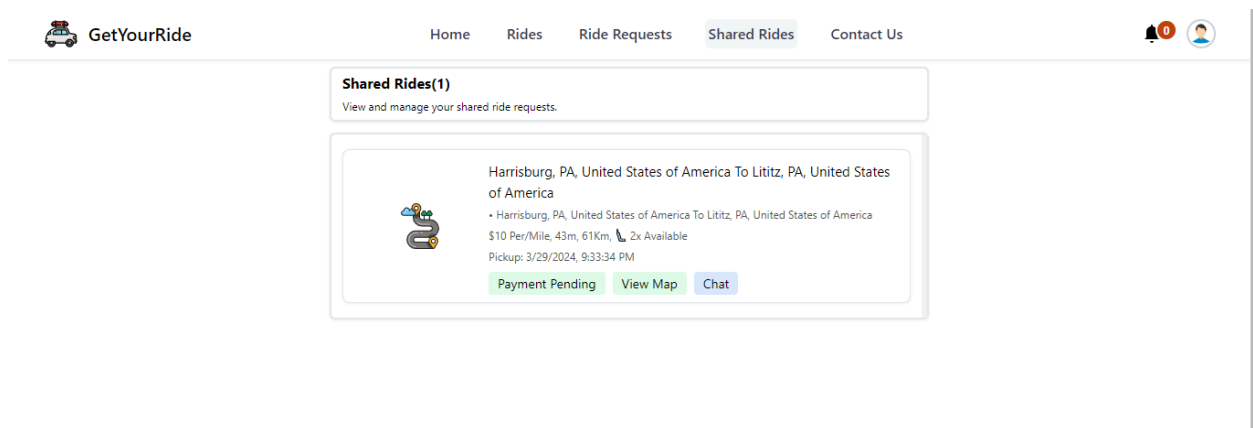 GetYourRide Home Rides Ride Requests Shared Rides Contact Us 0
Shared Rides(1)
View and manage your shared ride requests.
Harrisburg, PA, United States of America To Lititz, PA, United States
of America
• Harrisburg, PA, United States of America To Lititz, PA, United States of America
$10 Per/Mile, 43m, 61Km, 2x Available
Pickup: 3/29/2024, 9:33:34 PM
Payment Pending View Map Chat